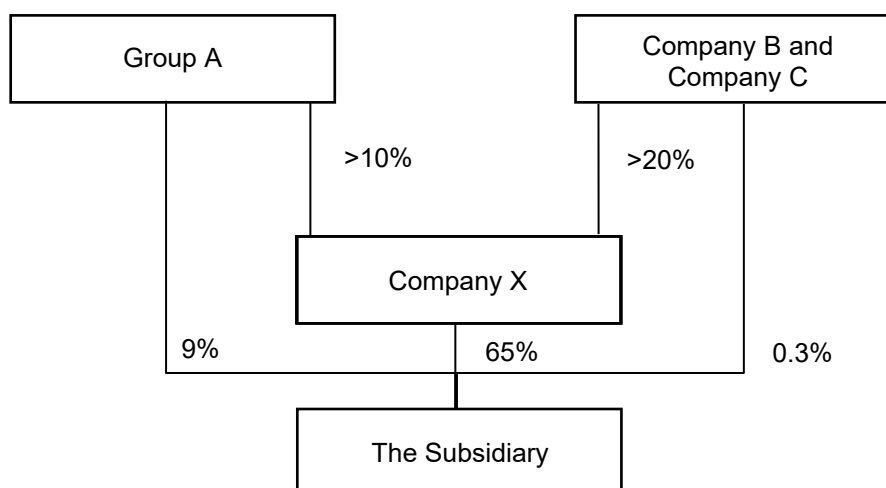 Group A
Company B and
Company C
>10%
>20%
Company X
9%
65%
0.3%
The Subsidiary